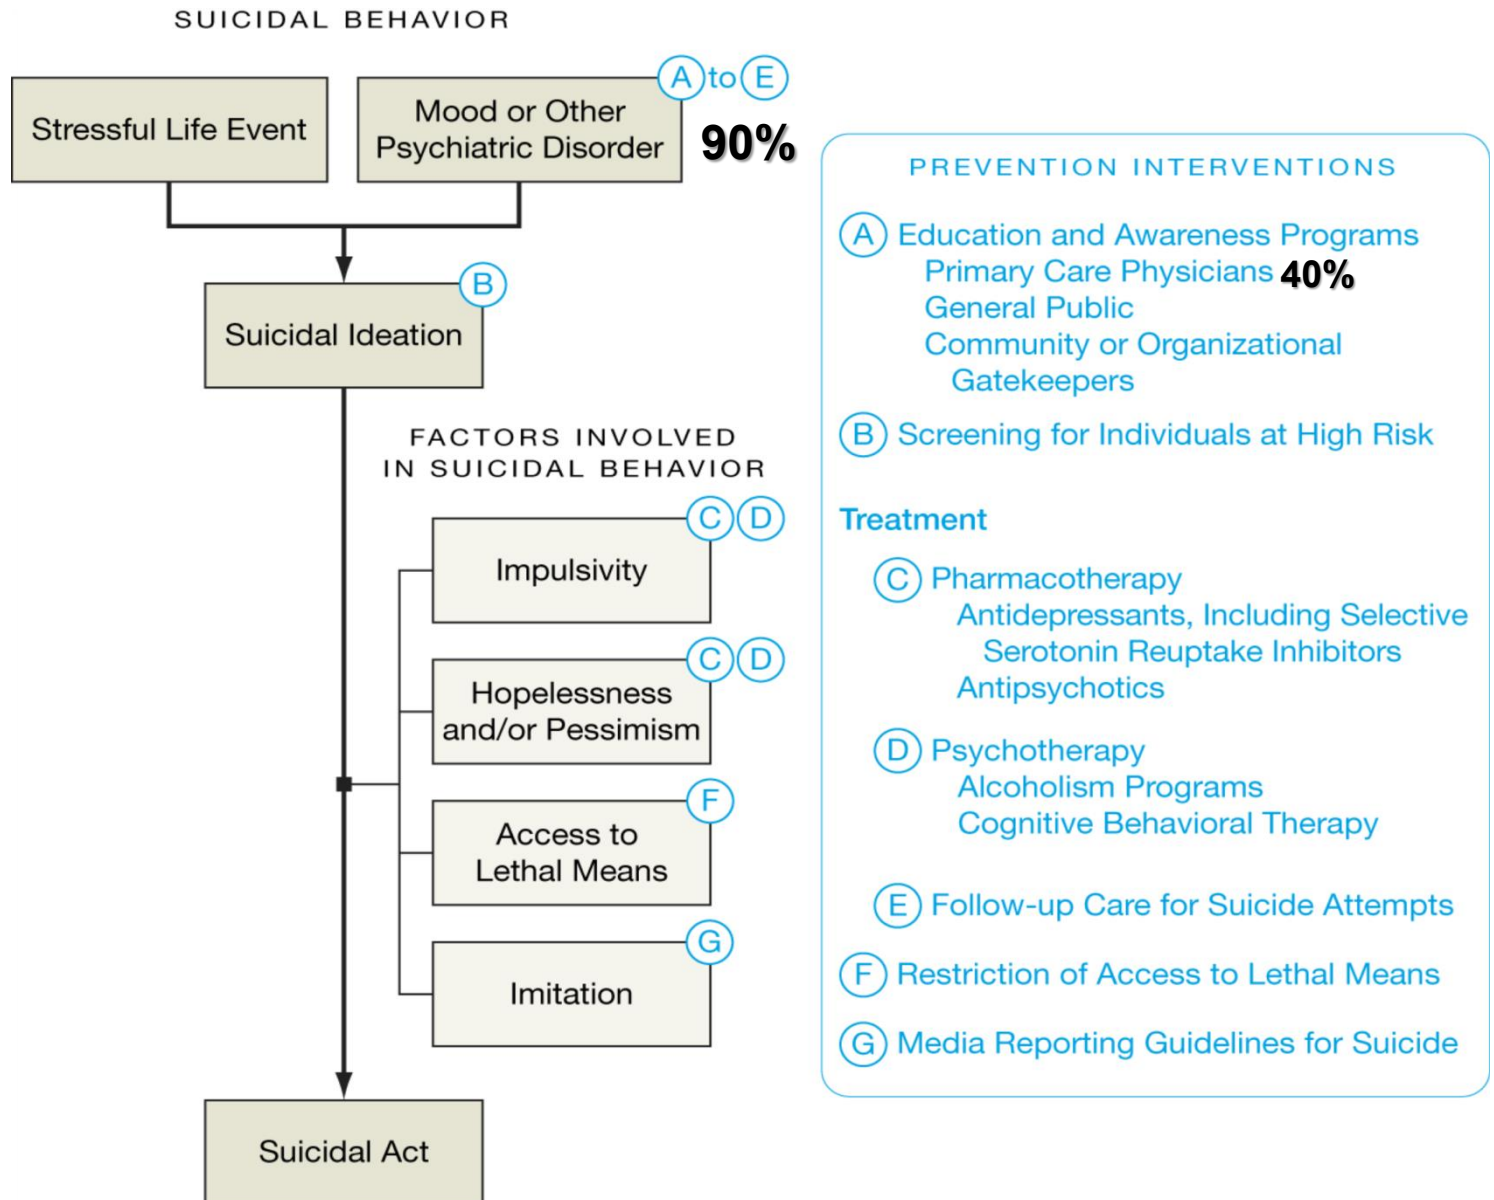 SUICIDAL BEHAVIOR
Stressful Life Event
Mood or Other
Psychiatric Disorder
A to E
90%
Suicidal Ideation
B
FACTORS INVOLVED
IN SUICIDAL BEHAVIOR
Impulsivity
C D
Hopelessness
and/or Pessimism
C D
Access to
Lethal Means
F
Imitation
G
Suicidal Act
PREVENTION INTERVENTIONS
A Education and Awareness Programs
Primary Care Physicians 40%
General Public
Community or Organizational
Gatekeepers
B Screening for Individuals at High Risk
Treatment
C Pharmacotherapy
Antidepressants, Including Selective
Serotonin Reuptake Inhibitors
Antipsychotics
D Psychotherapy
Alcoholism Programs
Cognitive Behavioral Therapy
E Follow-up Care for Suicide Attempts
F Restriction of Access to Lethal Means
G Media Reporting Guidelines for Suicide